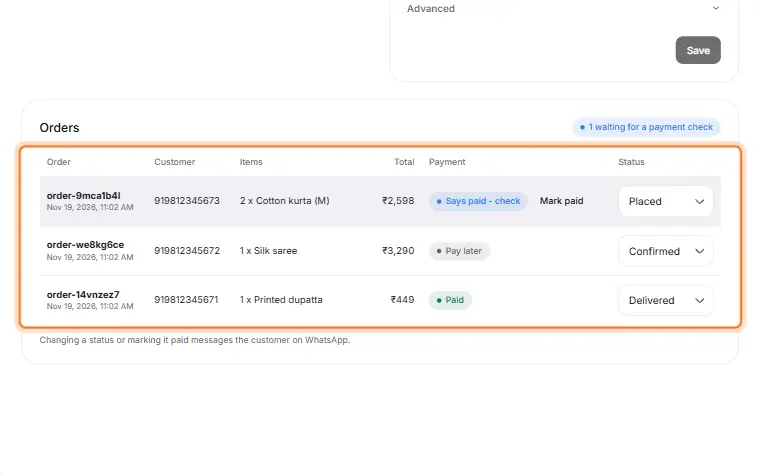 Advanced
Save
Orders
1 waiting for a payment check
Order Customer Items Total Payment Status
order-9mca1b4l 919812345673 2 x Cotton kurta (M) ₹2,598 Says paid - check Mark paid Placed
Nov 19, 2026, 11:02 AM
order-we8kg6ce 919812345672 1 x Silk saree ₹3,290 Pay later Confirmed
Nov 19, 2026, 11:02 AM
order-14vnzez7 919812345671 1 x Printed dupatta ₹449 Paid Delivered
Nov 19, 2026, 11:02 AM
Changing a status or marking it paid messages the customer on WhatsApp.